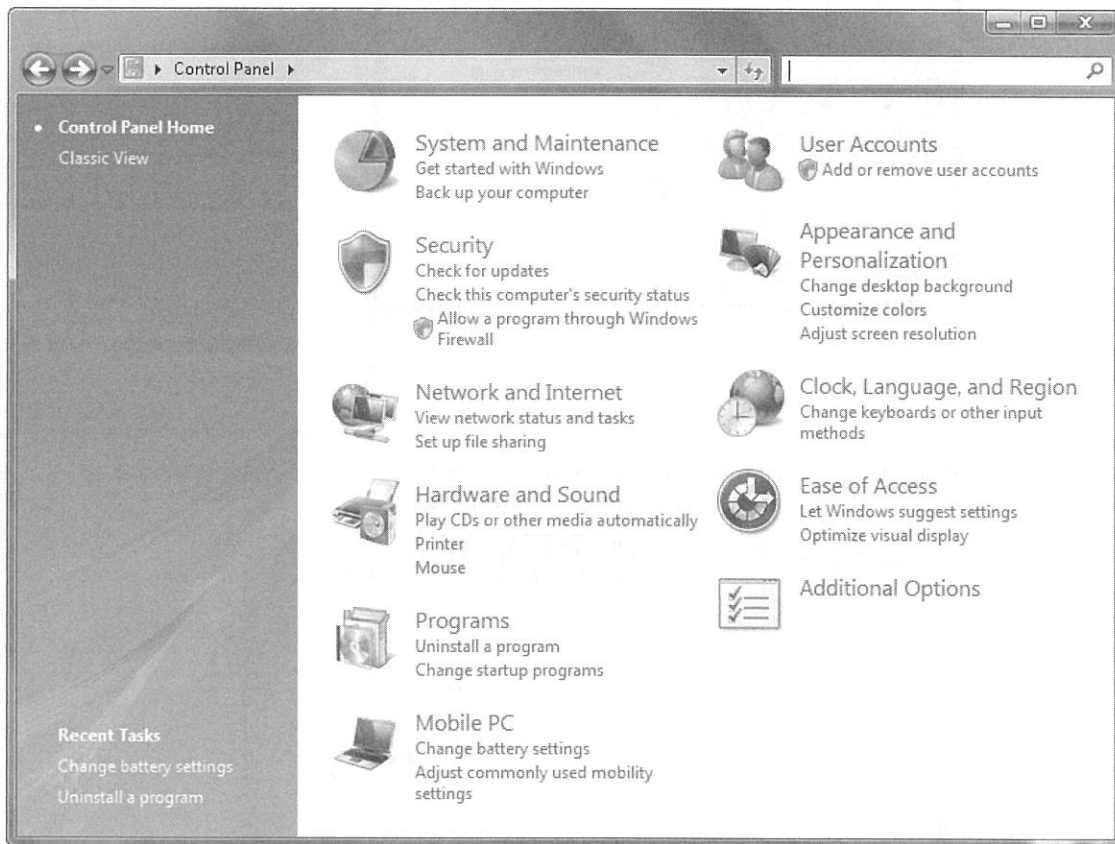 Control Panel
Control Panel Home
Classic View
System and Maintenance
Get started with Windows
Back up your computer
Security
Check for updates
Check this computer's security status
Allow a program through Windows
Firewall
Network and Internet
View network status and tasks
Set up file sharing
Hardware and Sound
Play CDs or other media automatically
Printer
Mouse
Programs
Uninstall a program
Change startup programs
Mobile PC
Change battery settings
Adjust commonly used mobility
settings
User Accounts
Add or remove user accounts
Appearance and
Personalization
Change desktop background
Customize colors
Adjust screen resolution
Clock, Language, and Region
Change keyboards or other input
methods
Ease of Access
Let Windows suggest settings
Optimize visual display
Additional Options
Recent Tasks
Change battery settings
Uninstall a program